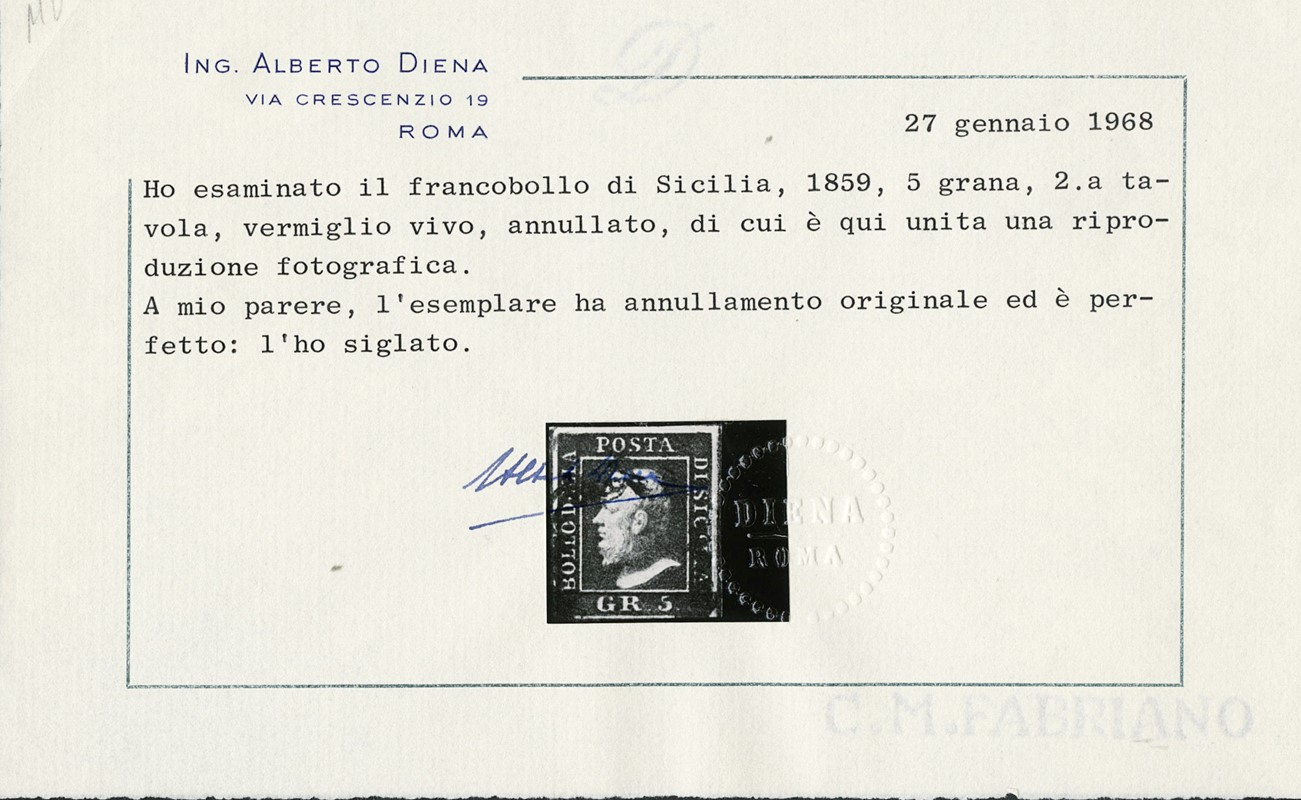 ING. ALBERTO DIENA
VIA CRESCENZIO 19
ROMA
27 gennaio 1968
Ho esaminato il francobollo di Sicilia, 1859, 5 grana, 2.a ta-
vola, vermiglio vivo, annullato, di cui è qui unita una ripro-
duzione fotografica.
A mio parere, l'esemplare ha annullamento originale ed è per-
fetto: l'ho siglato.
POSTA
BOLLO D
DI SICILIA
GR. 5.
DIENA
ROMA
C.M.FABRIANO